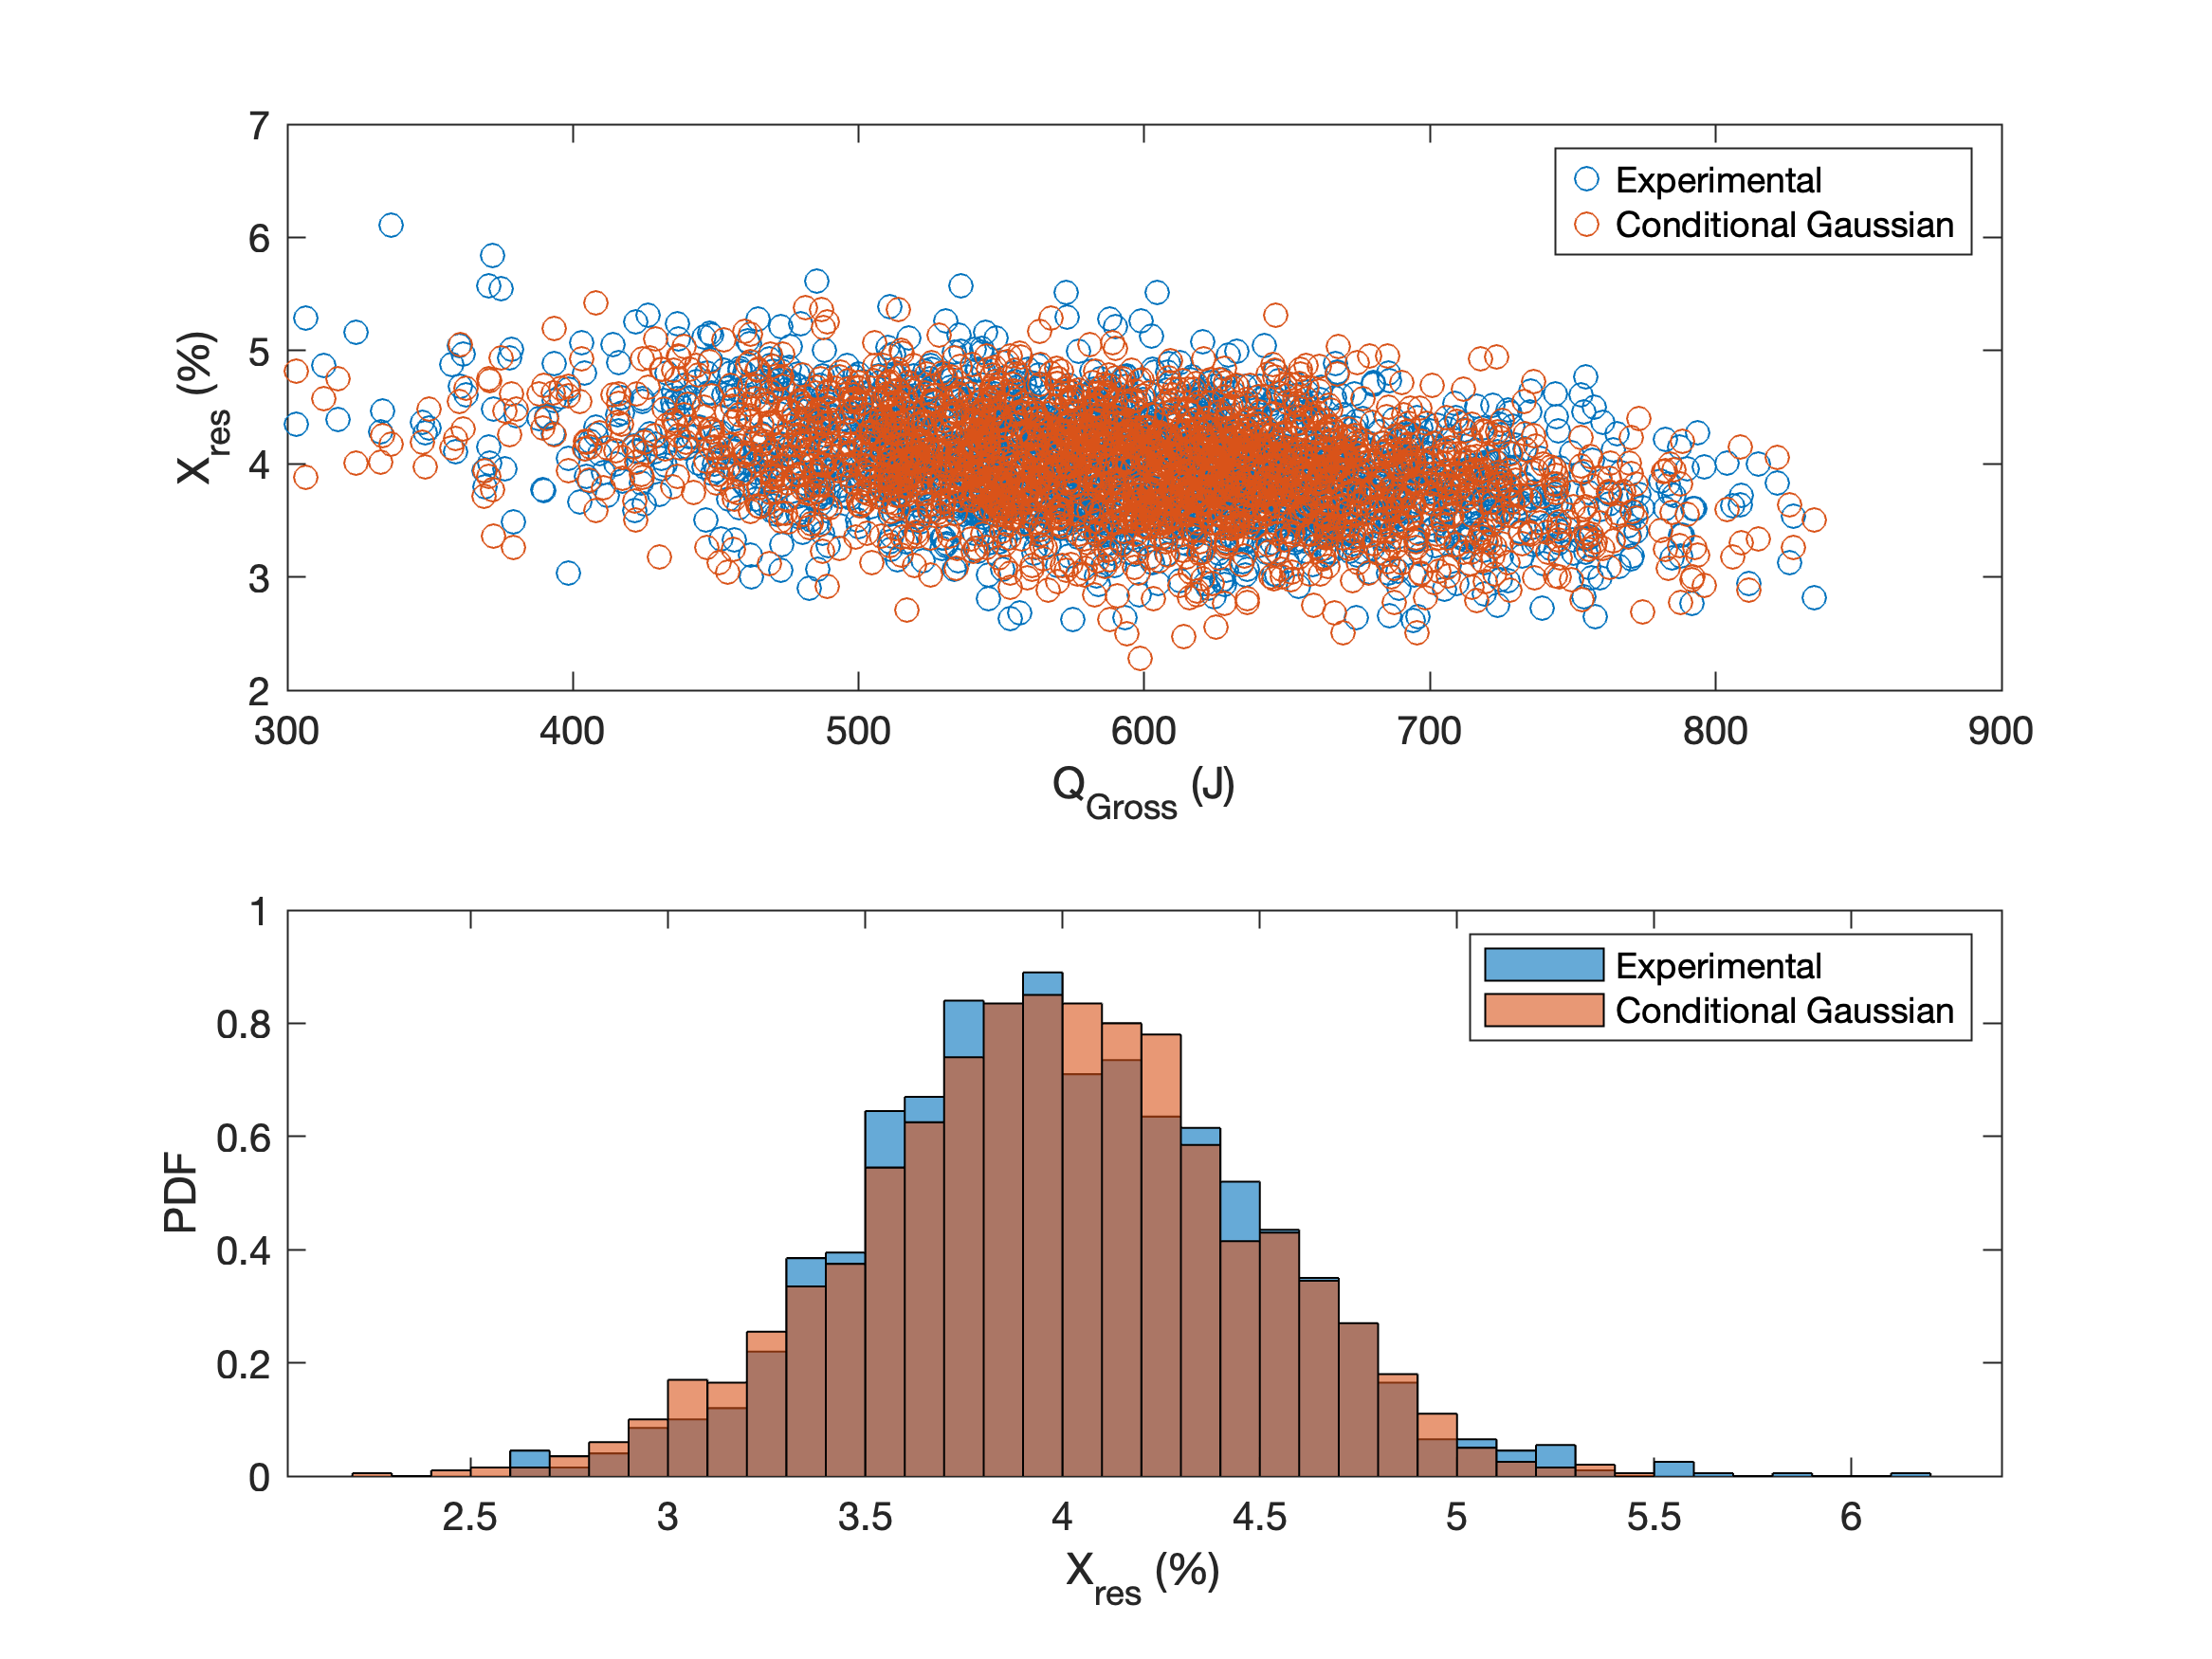 7
6
5
4
3
2
X_res (%)
Experimental
Conditional Gaussian
300 400 500 600 700 800 900
Q_Gross (J)
1
0.8
0.6
0.4
0.2
0
PDF
Experimental
Conditional Gaussian
2.5 3 3.5 4 4.5 5 5.5 6
X_res (%)